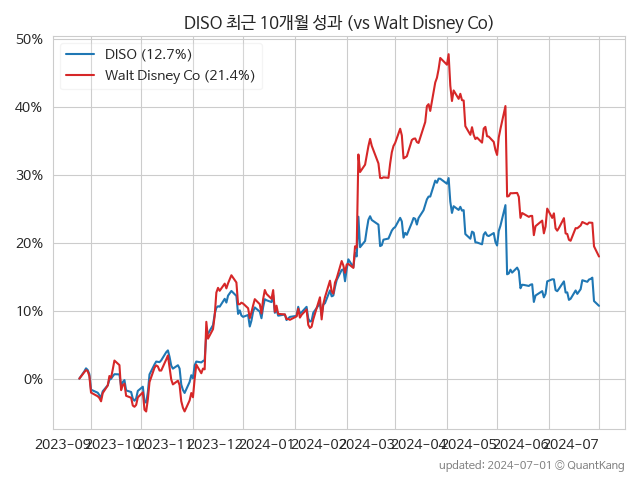 DISO 최근 10개월 성과 (vs Walt Disney Co)
DISO (12.7%)
Walt Disney Co (21.4%)
50%
40%
30%
20%
10%
0%
2023-09 2023-10 2023-11 2023-12 2024-01 2024-02 2024-03 2024-04 2024-05 2024-06 2024-07
updated: 2024-07-01 © QuantKang